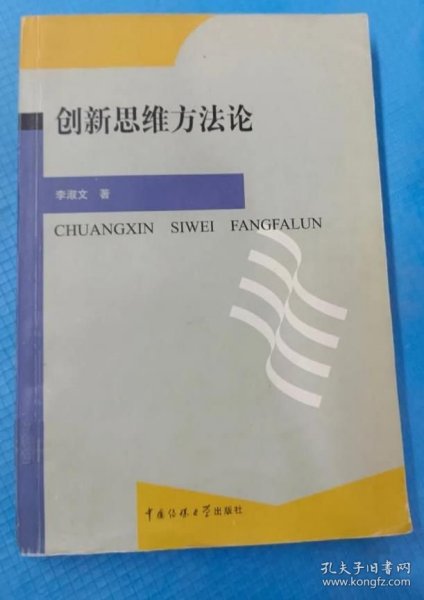 创新思维方法论
李淑文 著
CHUANGXIN SIWEI FANGFALUN
中国传媒大学出版社
孔夫子旧书网
www.kongfz.com